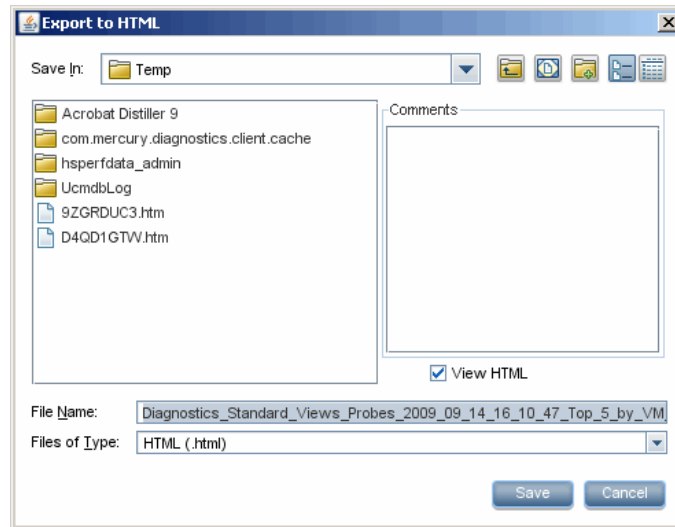 Export to HTML
Save In: Temp
Acrobat Distiller 9
com.mercury.diagnostics.client.cache
hsperfdata_admin
UcmdbLog
9ZGRDUC3.htm
D4QD1GTW.htm
Comments
View HTML
File Name: Diagnostics_Standard_Views_Probes_2009_09_14_16_10_47_Top_5_by_VM_
Files of Type: HTML (.html)
Save Cancel